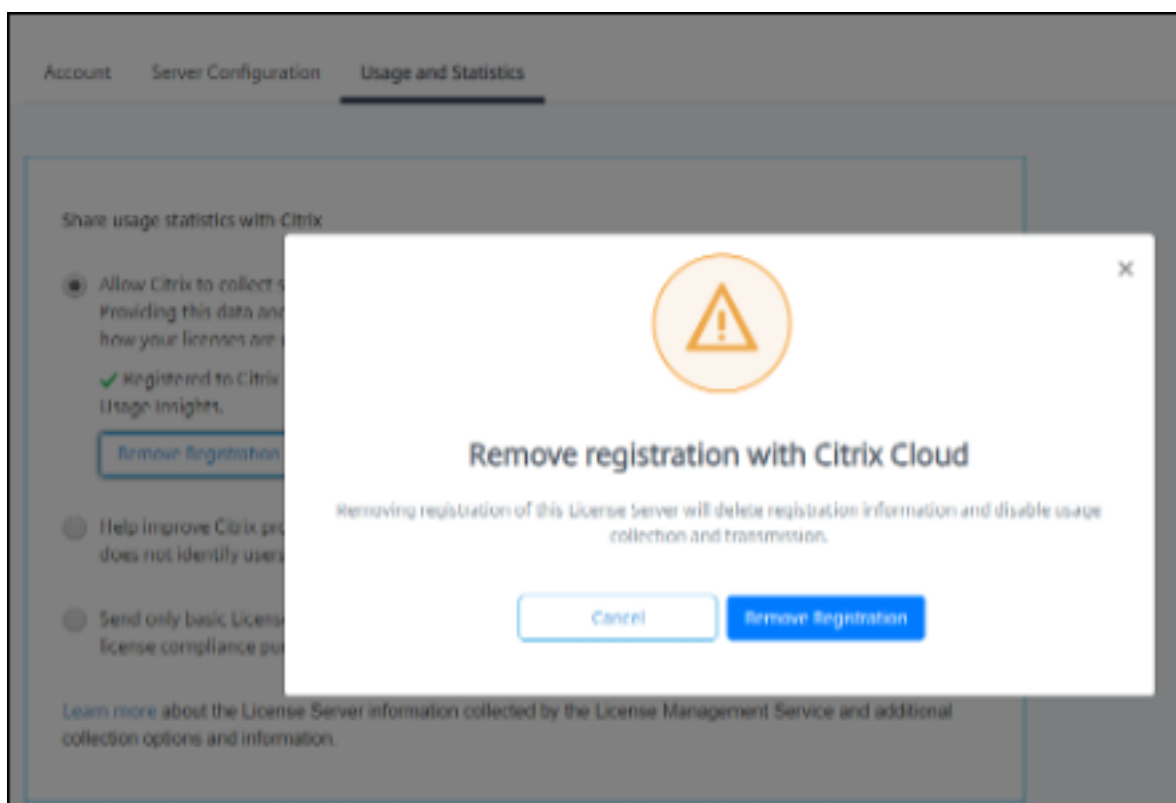 Account Server Configuration Usage and Statistics
Share usage statistics with Citrix
Allow Citrix to collect s
Providing this data and
how your licenses are
Registered to Citrix
Usage Insights.
Remove Registration
Help improve Citrix pro
does not identify users
Send only basic Licens
license compliance pu
Learn more about the License Server information collected by the License Management Service and additional
collection options and information.
×
Remove registration with Citrix Cloud
Removing registration of this License Server will delete registration information and disable usage
collection and transmission.
Cancel Remove Registration